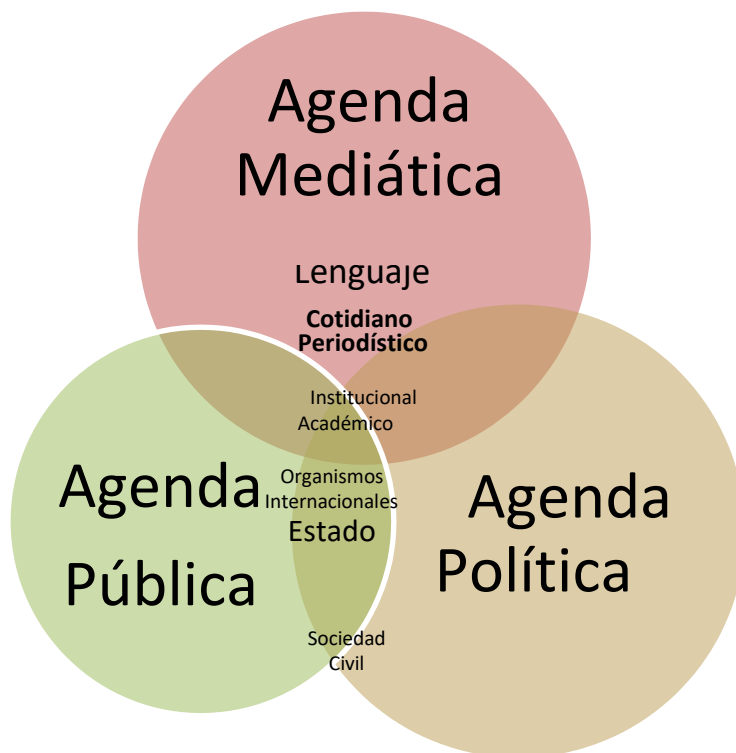 Agenda
Mediática
Lenguaje
Cotidiano
Periodístico
Institucional
Académico
Organismos
Internacionales
Estado
Agenda
Pública
Agenda
Política
Sociedad
Civil